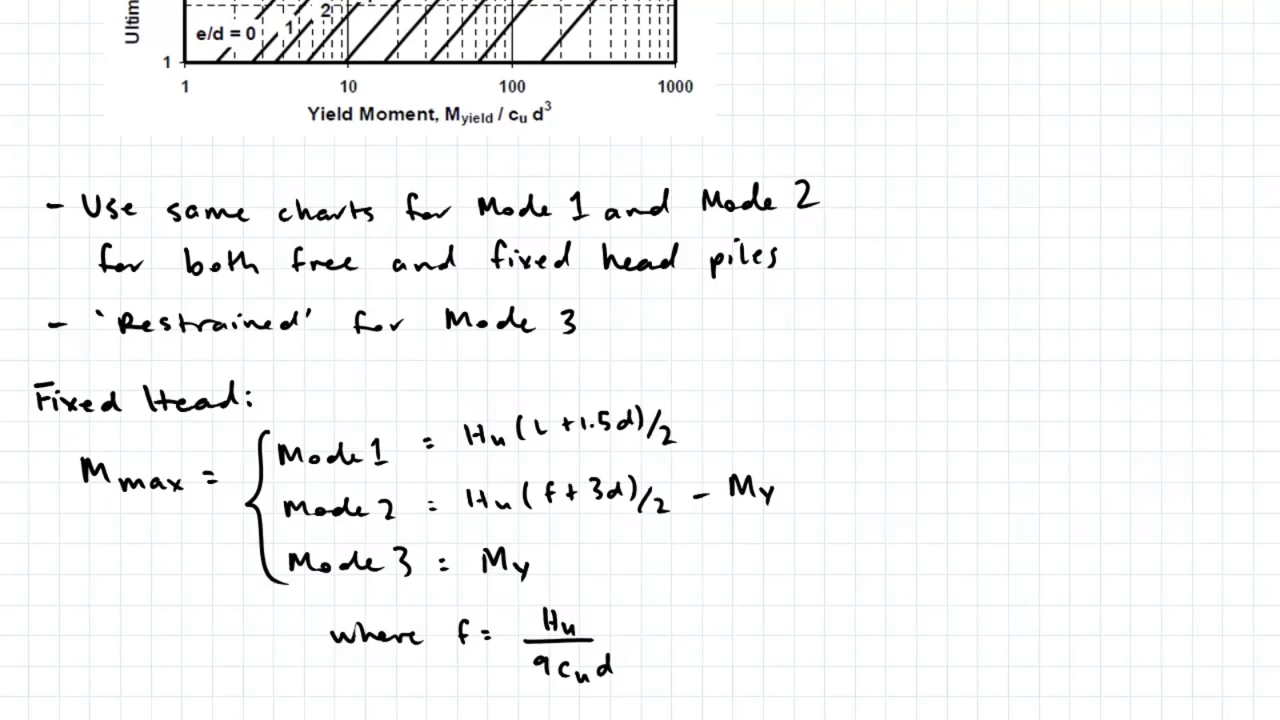 Ultim
e/d = 0 1 2
1
1 10 100 1000
Yield Moment, Myield / cu d³
- Use same charts for Mode 1 and Mode 2
for both free and fixed head piles
- 'Restrained' for Mode 3
Fixed Head:
Mmax = { Mode 1 = Hu (L + 1.5d)/2
Mode 2 = Hu (f + 3d)/2 - My
Mode 3 = My
where f = Hu
9cud